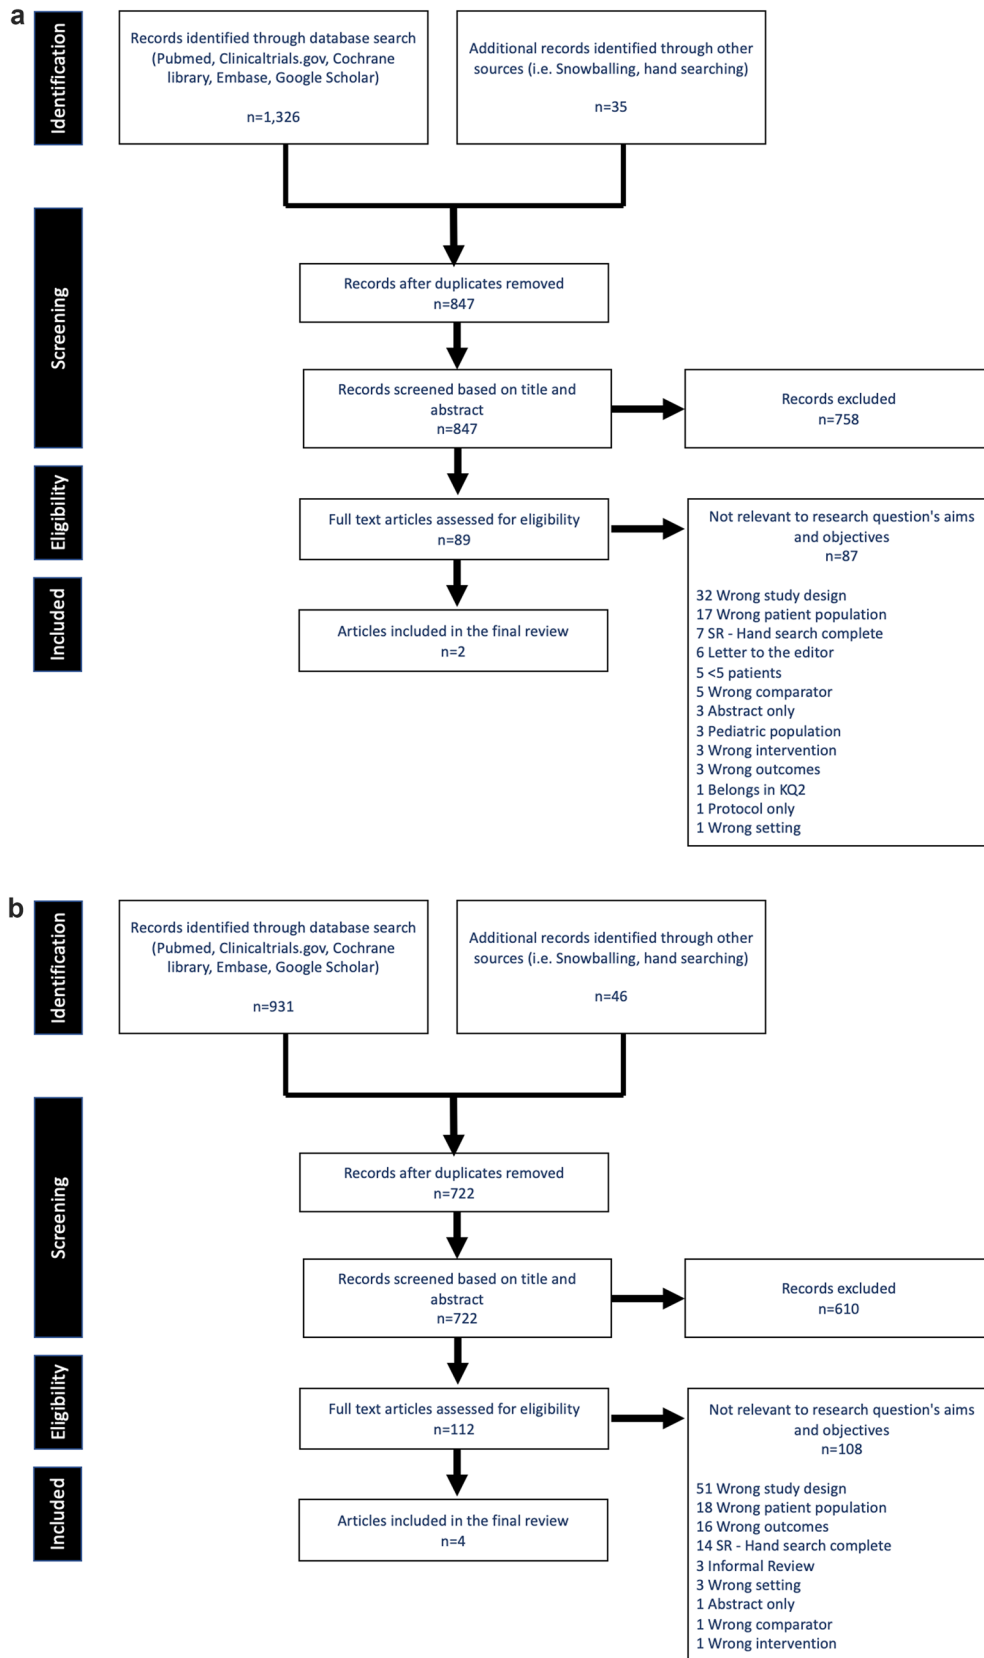 a
Identification
Records identified through database search
(Pubmed, Clinicaltrials.gov, Cochrane
library, Embase, Google Scholar)
n=1,326
Additional records identified through other
sources (i.e. Snowballing, hand searching)
n=35
Screening
Records after duplicates removed
n=847
Records screened based on title and
abstract
n=847
Records excluded
n=758
Eligibility
Full text articles assessed for eligibility
n=89
Not relevant to research question's aims
and objectives
n=87
32 Wrong study design
17 Wrong patient population
7 SR - Hand search complete
6 Letter to the editor
5 <5 patients
5 Wrong comparator
3 Abstract only
3 Pediatric population
3 Wrong intervention
3 Wrong outcomes
1 Belongs in KQ2
1 Protocol only
1 Wrong setting
Included
Articles included in the final review
n=2
b
Identification
Records identified through database search
(Pubmed, Clinicaltrials.gov, Cochrane
library, Embase, Google Scholar)
n=931
Additional records identified through other
sources (i.e. Snowballing, hand searching)
n=46
Screening
Records after duplicates removed
n=722
Records screened based on title and
abstract
n=722
Records excluded
n=610
Eligibility
Full text articles assessed for eligibility
n=112
Not relevant to research question's aims
and objectives
n=108
51 Wrong study design
18 Wrong patient population
16 Wrong outcomes
14 SR - Hand search complete
3 Informal Review
3 Wrong setting
1 Abstract only
1 Wrong comparator
1 Wrong intervention
Included
Articles included in the final review
n=4